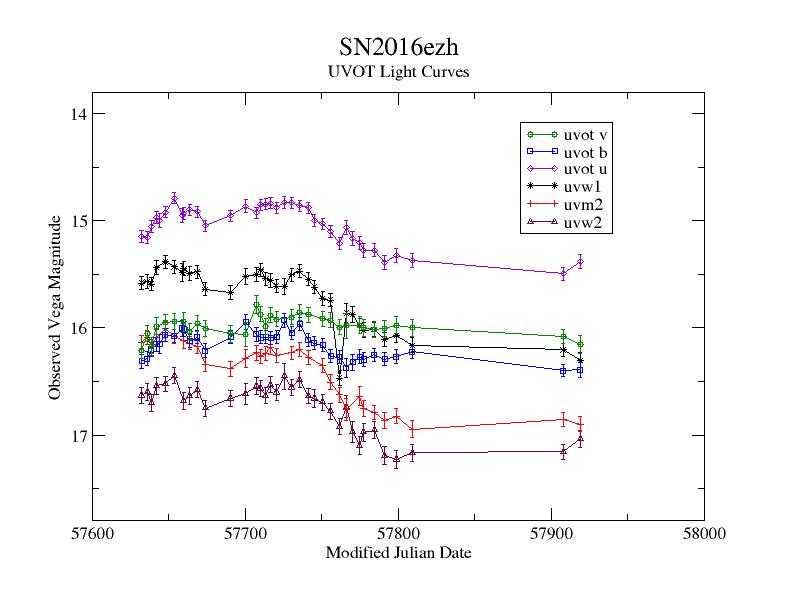 SN2016ezh
UVOT Light Curves
14
15
16
17
Observed Vega Magnitude
uvot v
uvot b
uvot u
uvw1
uvm2
uvw2
57600
57700
57800
57900
58000
Modified Julian Date